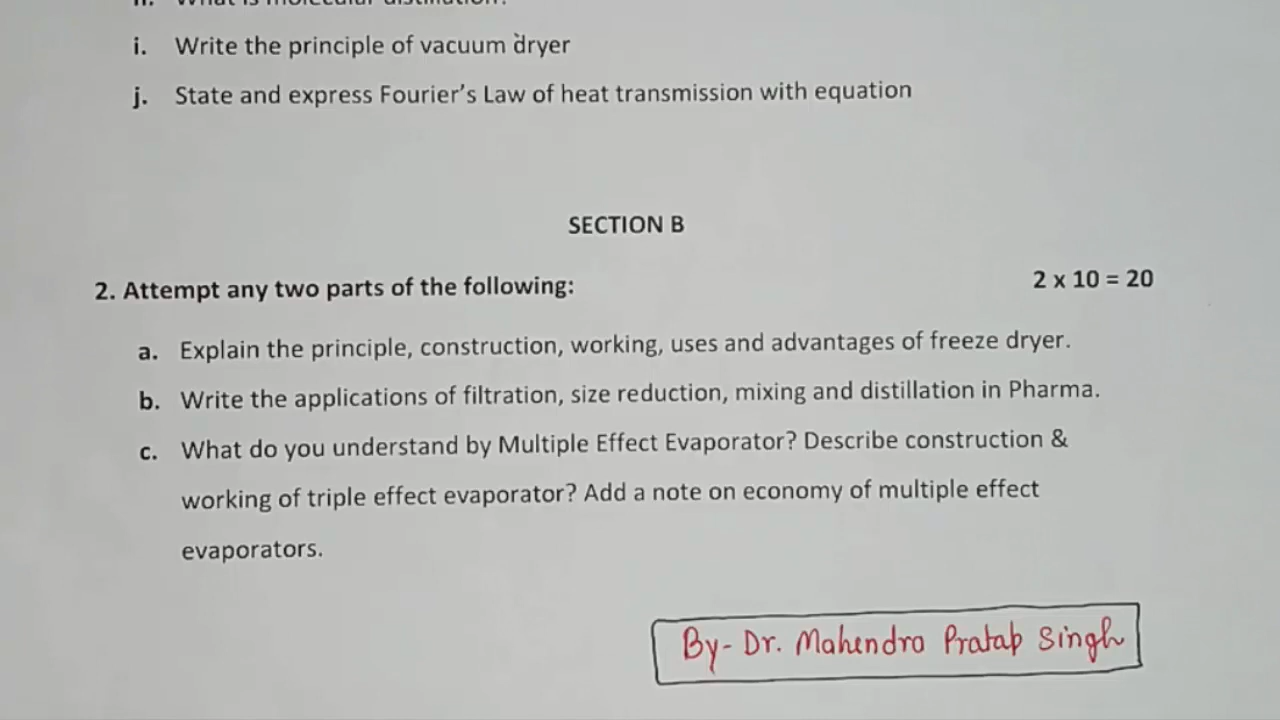 h. What is molecular distillation?
i. Write the principle of vacuum dryer
j. State and express Fourier's Law of heat transmission with equation
SECTION B
2. Attempt any two parts of the following: 2 x 10 = 20
a. Explain the principle, construction, working, uses and advantages of freeze dryer.
b. Write the applications of filtration, size reduction, mixing and distillation in Pharma.
c. What do you understand by Multiple Effect Evaporator? Describe construction &
working of triple effect evaporator? Add a note on economy of multiple effect
evaporators.
By- Dr. Mahendra Pratap Singh